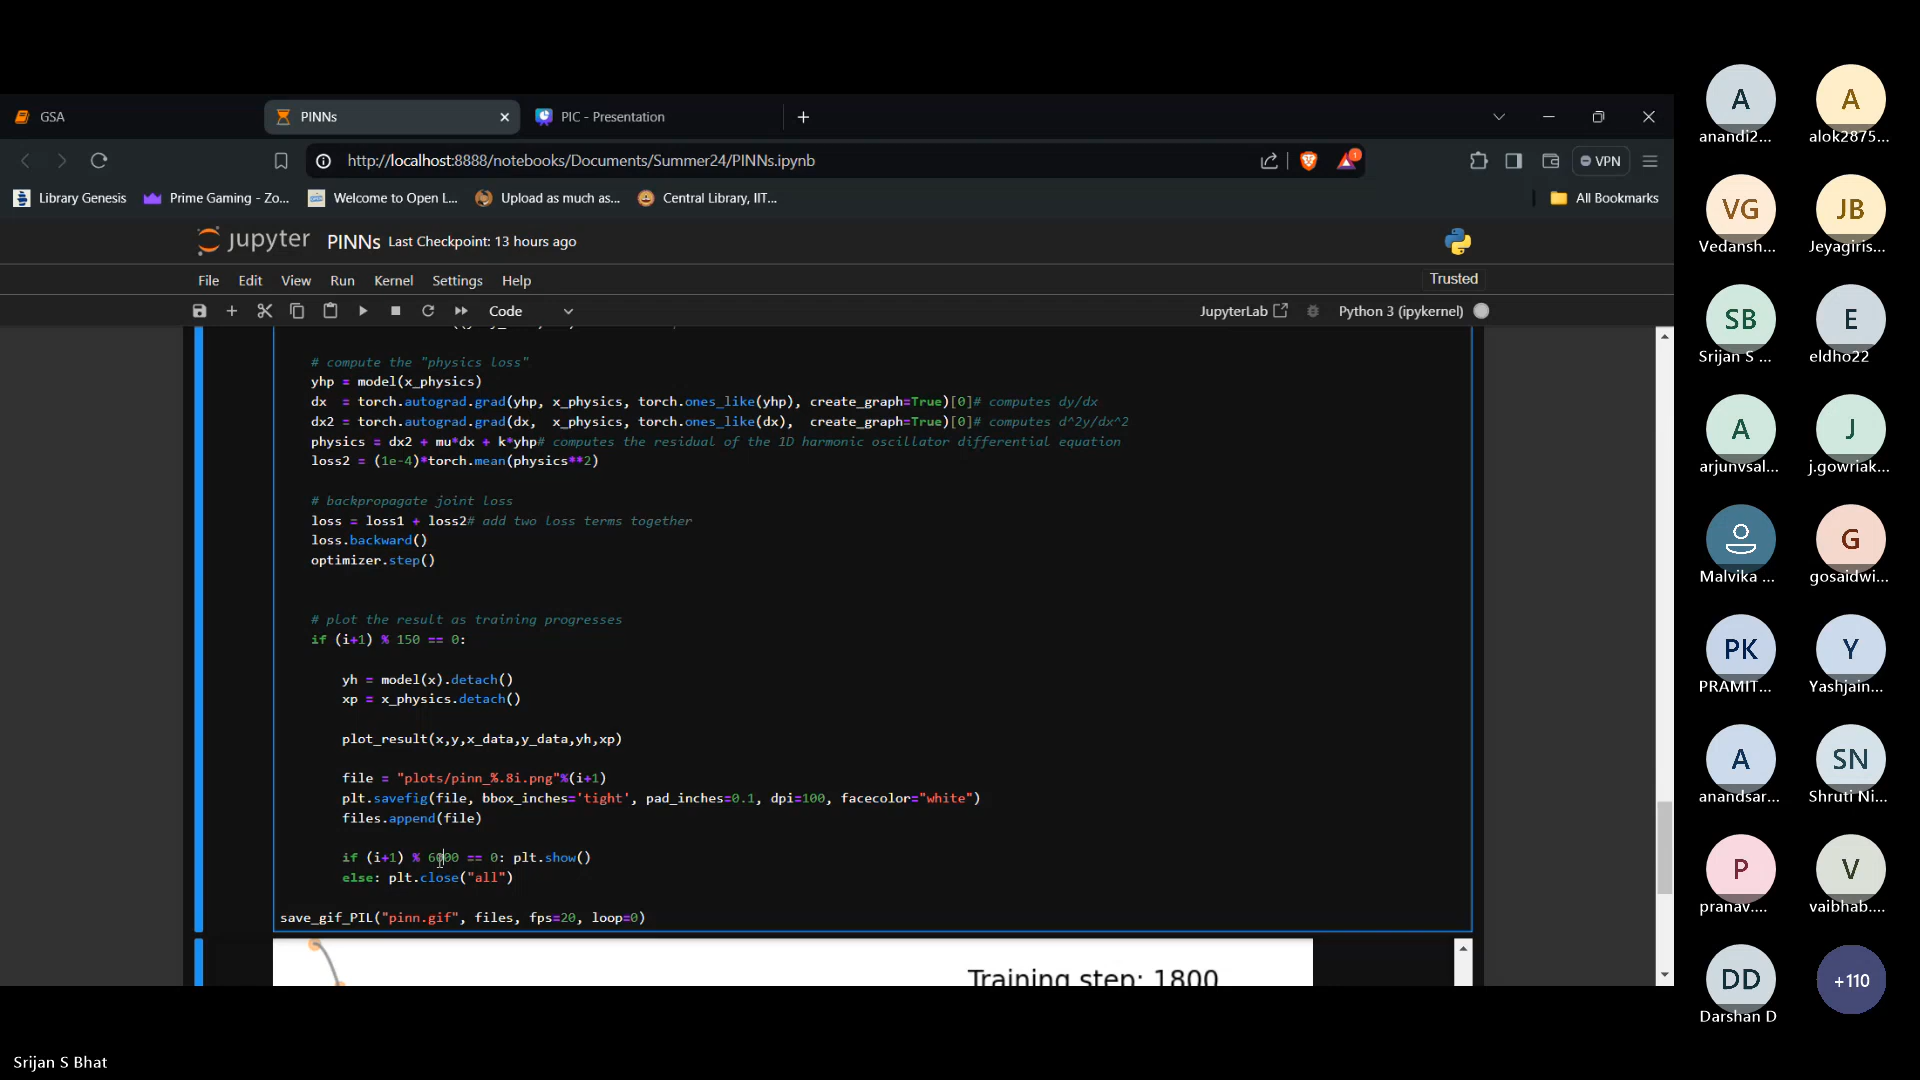 GSA
PINNs
PIC - Presentation
http://localhost:8888/notebooks/Documents/Summer24/PINNs.ipynb
1
VPN
Library Genesis
Prime Gaming - Zo...
Welcome to Open L...
Upload as much as...
Central Library, IIT...
All Bookmarks
jupyter
PINNs Last Checkpoint: 13 hours ago
File Edit View Run Kernel Settings Help
Trusted
Code
JupyterLab
Python 3 (ipykernel)
# compute the "physics loss"
yhp = model(x_physics)
dx  = torch.autograd.grad(yhp, x_physics, torch.ones_like(yhp), create_graph=True)[0]# computes dy/dx
dx2 = torch.autograd.grad(dx,  x_physics, torch.ones_like(dx),  create_graph=True)[0]# computes d^2y/dx^2
physics = dx2 + mu*dx + k*yhp# computes the residual of the 1D harmonic oscillator differential equation
loss2 = (1e-4)*torch.mean(physics**2)
# backpropagate joint loss
loss = loss1 + loss2# add two loss terms together
loss.backward()
optimizer.step()
# plot the result as training progresses
if (i+1) % 150 == 0:
yh = model(x).detach()
xp = x_physics.detach()
plot_result(x,y,x_data,y_data,yh,xp)
file = "plots/pinn_%.8i.png"%(i+1)
plt.savefig(file, bbox_inches='tight', pad_inches=0.1, dpi=100, facecolor="white")
files.append(file)
if (i+1) % 6000 == 0: plt.show()
else: plt.close("all")
save_gif_PIL("pinn.gif", files, fps=20, loop=0)
Training step: 1800
A
anandi2...
A
alok2875...
VG
Vedansh...
JB
Jeyagiris...
SB
Srijan S ...
E
eldho22
A
arjunvsal...
J
j.gowriak...
Malvika ...
G
gosaidwi...
PK
PRAMIT...
Y
Yashjain...
A
anandsar...
SN
Shruti Ni...
P
pranav....
V
vaibhab....
DD
Darshan D
+110
Srijan S Bhat